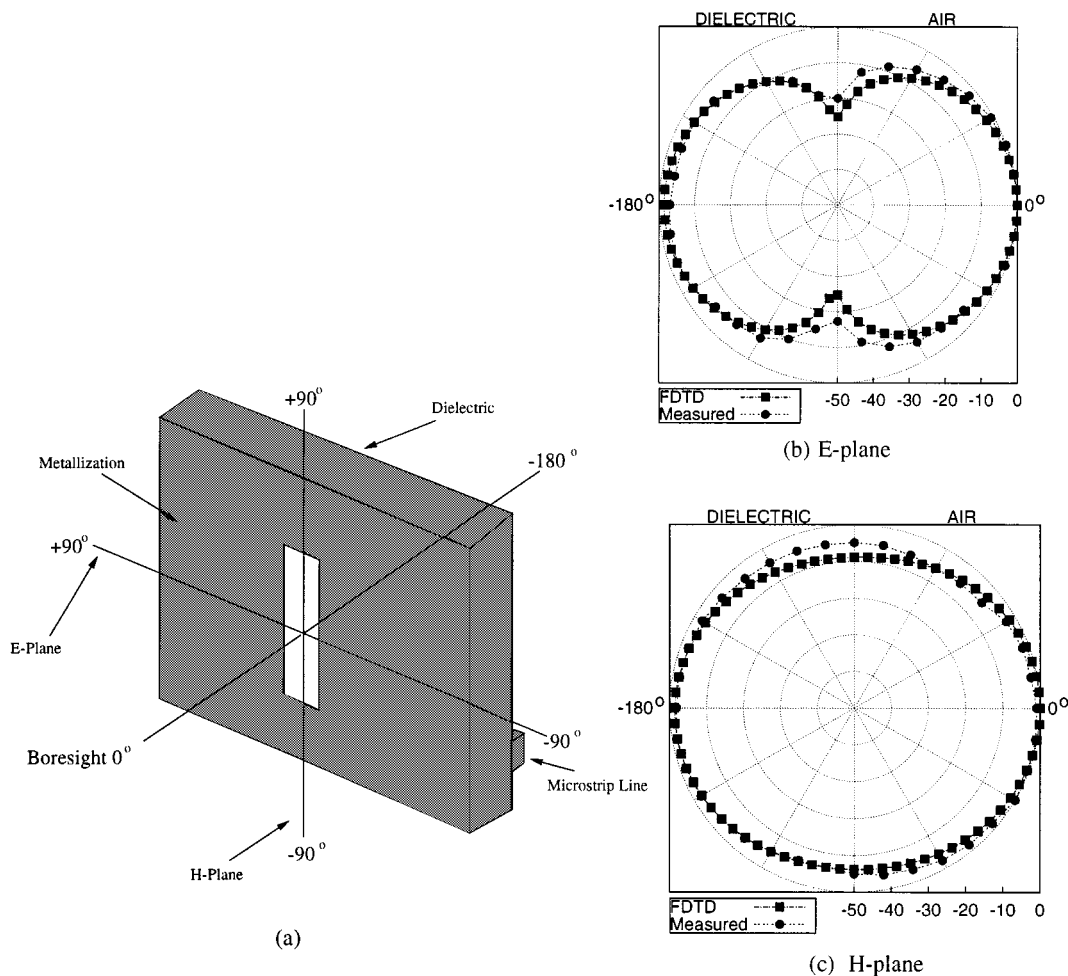 +90°
Dielectric
Metallization
-180°
+90°
E-Plane
Boresight 0°
-90°
Microstrip Line
-90°
H-Plane
(a)
DIELECTRIC AIR
-180° 0°
FDTD
Measured
-50 -40 -30 -20 -10 0
(b) E-plane
DIELECTRIC AIR
-180° 0°
FDTD
Measured
-50 -40 -30 -20 -10 0
(c) H-plane